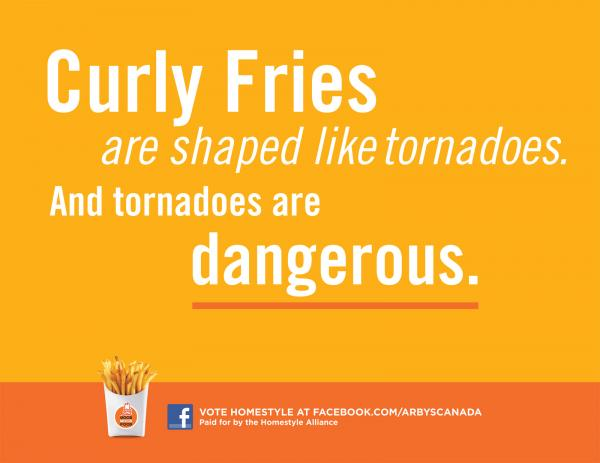 Curly Fries
are shaped like tornadoes.
And tornadoes are
dangerous.
VOTE HOMESTYLE AT FACEBOOK.COM/ARBYSCANADA
Paid for by the Homestyle Alliance